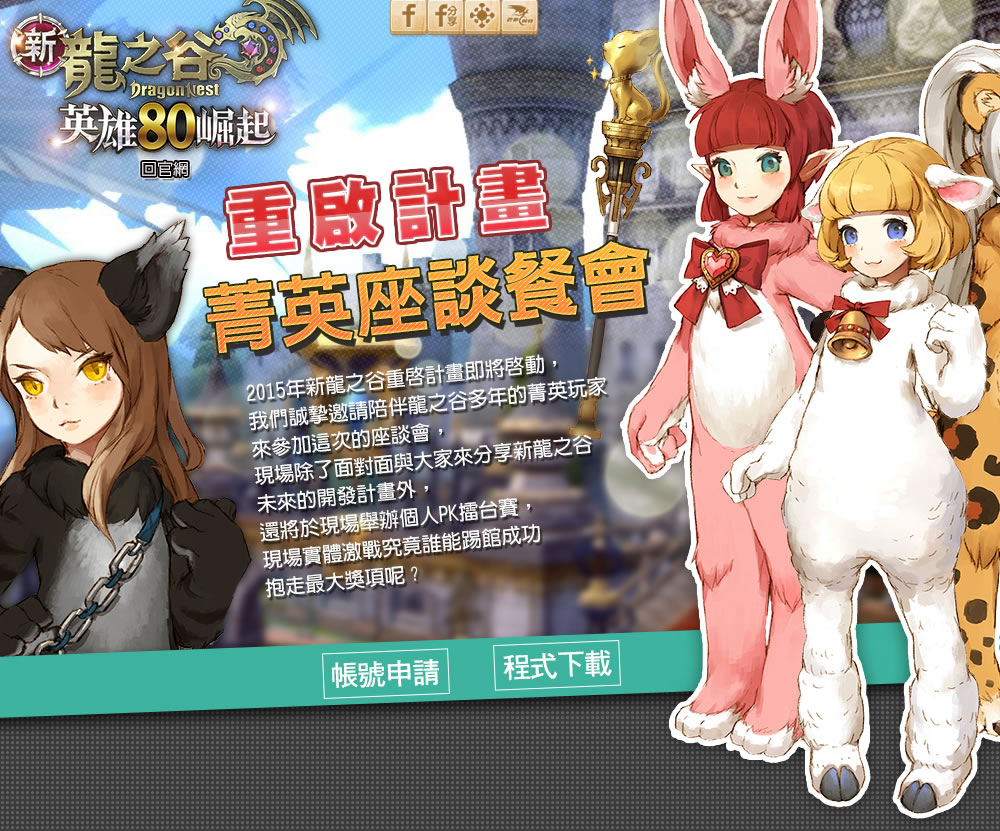 f f分享
新龍之谷
DragonNest
英雄80崛起
回官網
重啟計畫
菁英座談餐會
2015年新龍之谷重啓計畫即將啓動，
我們誠摯邀請陪伴龍之谷多年的菁英玩家
來參加這次的座談會，
現場除了面對面與大家來分享新龍之谷
未來的開發計畫外，
還將於現場舉辦個人PK擂台賽，
現場實體激戰究竟誰能踢館成功
抱走最大獎項呢？
帳號申請
程式下載